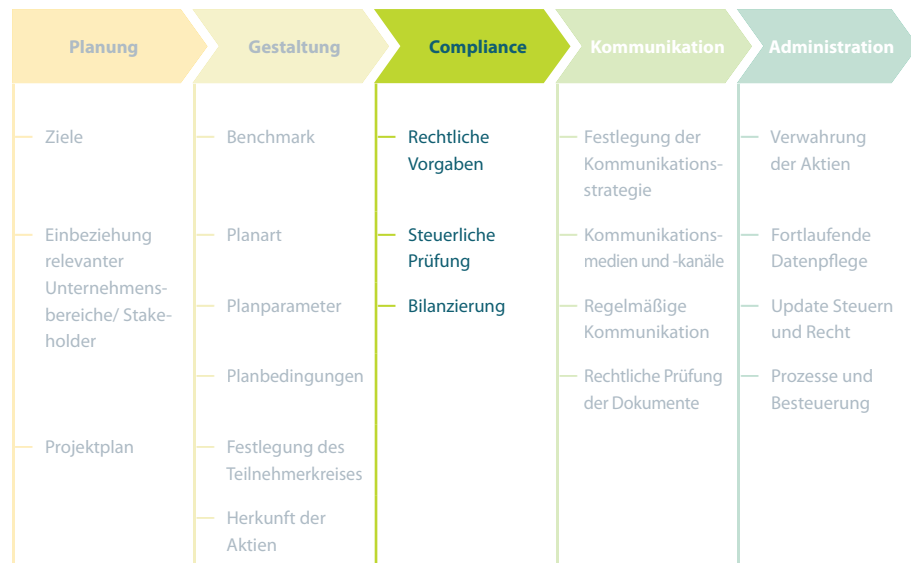 Planung
Gestaltung
Compliance
Kommunikation
Administration
Ziele
Einbeziehung
relevanter
Unternehmens-
bereiche/ Stake-
holder
Projektplan
Benchmark
Planart
Planparameter
Planbedingungen
Festlegung des
Teilnehmerkreises
Herkunft der
Aktien
Rechtliche
Vorgaben
Steuerliche
Prüfung
Bilanzierung
Festlegung der
Kommunikations-
strategie
Kommunikations-
medien und -kanäle
Regelmäßige
Kommunikation
Rechtliche Prüfung
der Dokumente
Verwahrung
der Aktien
Fortlaufende
Datenpflege
Update Steuern
und Recht
Prozesse und
Besteuerung